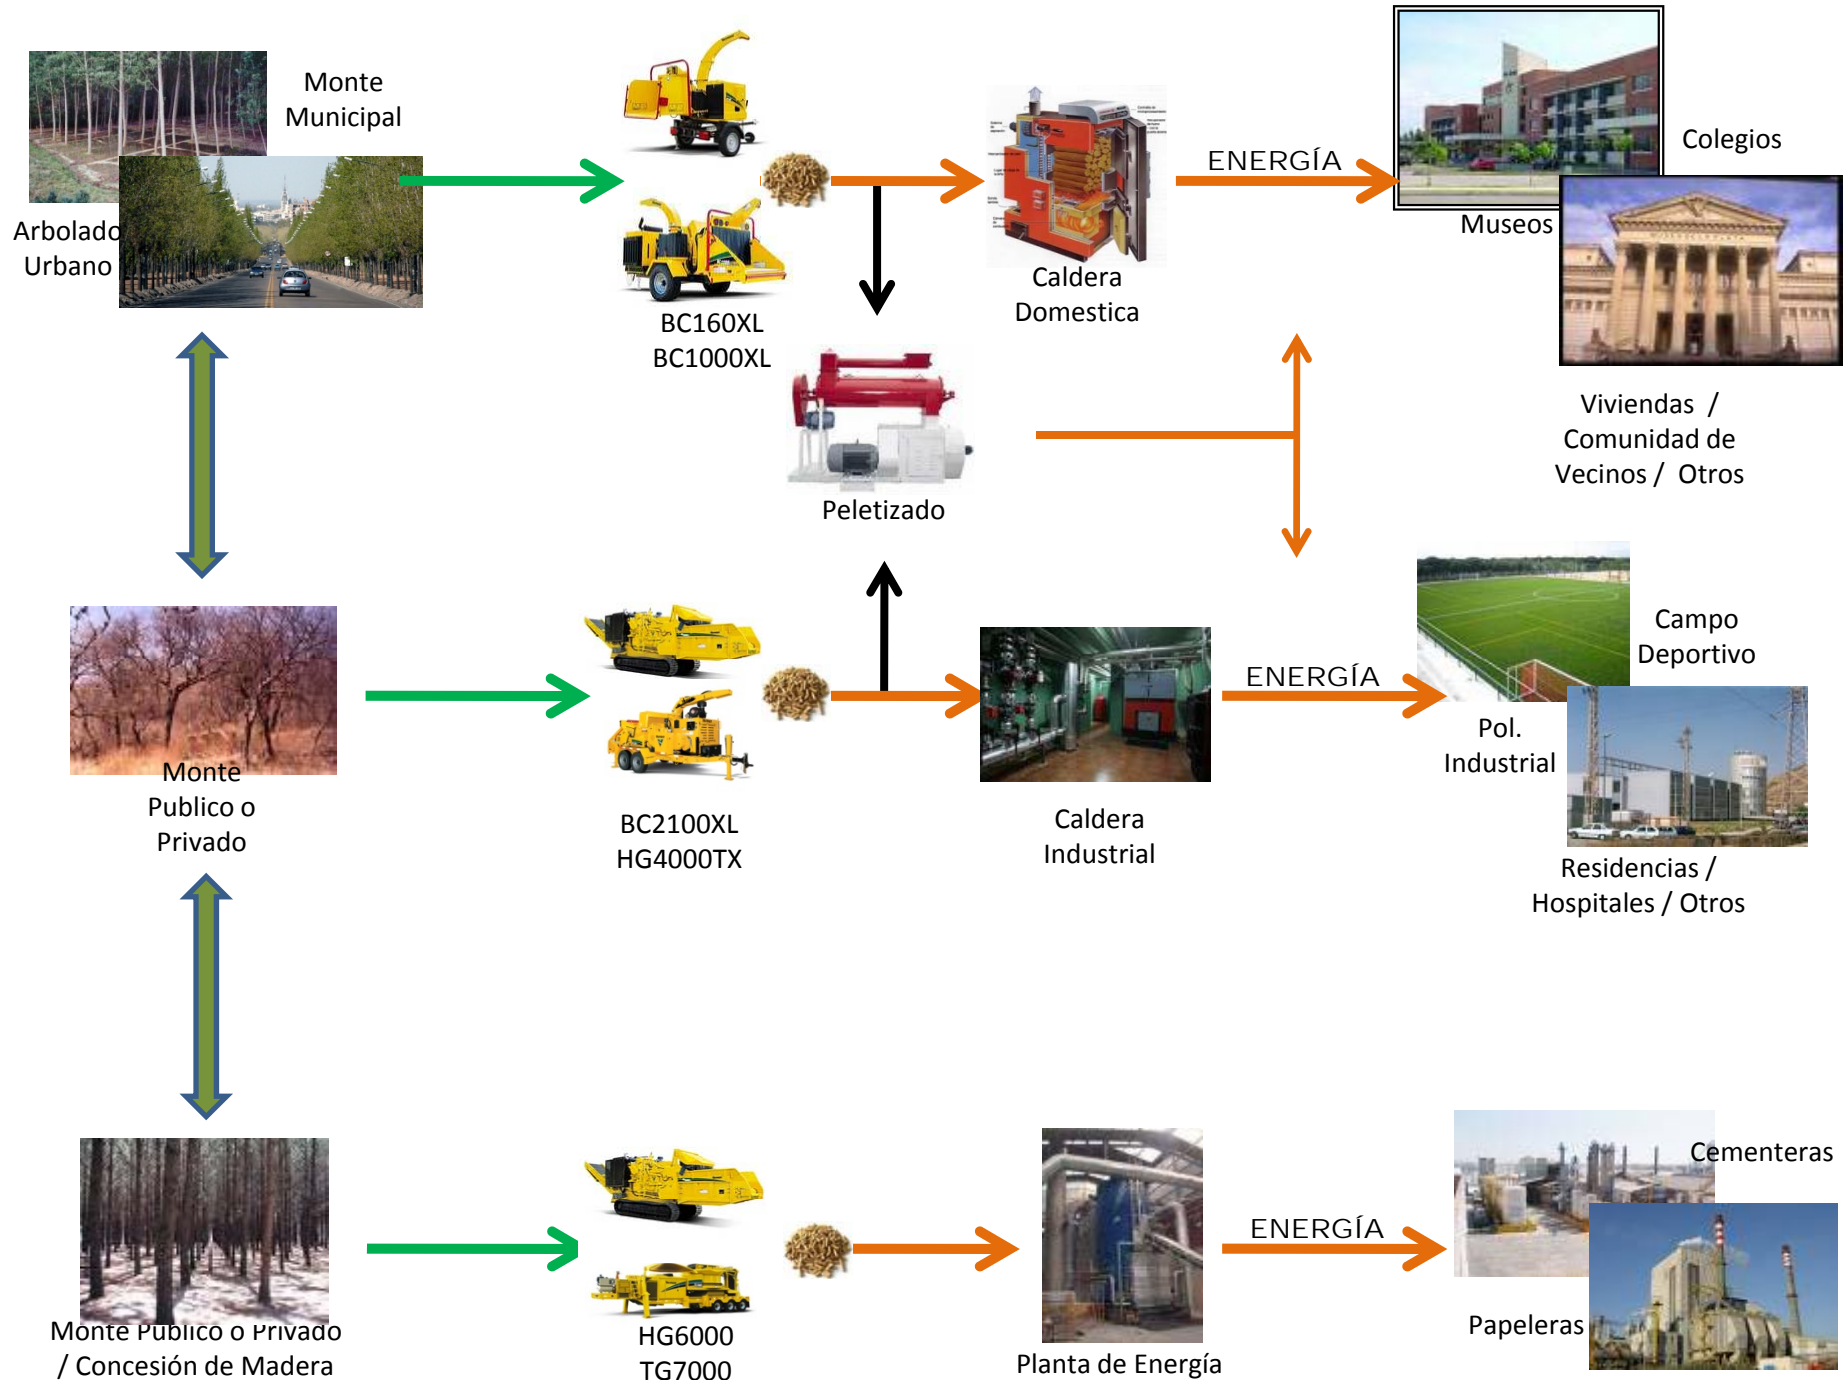 Monte
Municipal
Arbolado
Urbano
BC160XL
BC1000XL
Caldera
Domestica
ENERGÍA
Colegios
Museos
Viviendas /
Comunidad de
Vecinos / Otros
Peletizado
Monte
Publico o
Privado
BC2100XL
HG4000TX
Caldera
Industrial
ENERGÍA
Campo
Deportivo
Pol.
Industrial
Residencias /
Hospitales / Otros
Monte Publico o Privado
/ Concesión de Madera
HG6000
TG7000
Planta de Energía
ENERGÍA
Cementeras
Papeleras